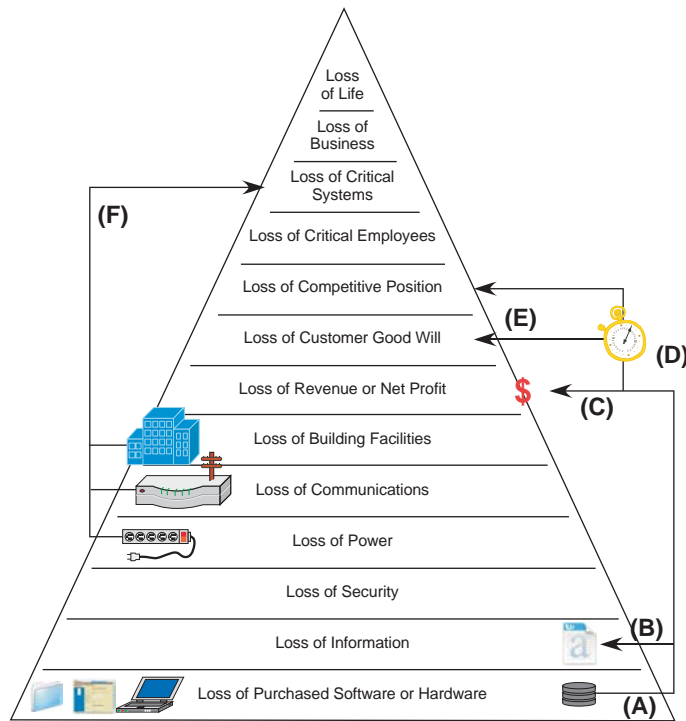 Loss
of Life
Loss of
Business
Loss of Critical
Systems
(F)
Loss of Critical Employees
Loss of Competitive Position
(E)
Loss of Customer Good Will
(D)
Loss of Revenue or Net Profit
$
(C)
Loss of Building Facilities
Loss of Communications
Loss of Power
Loss of Security
(B)
Loss of Information
a
Loss of Purchased Software or Hardware
(A)